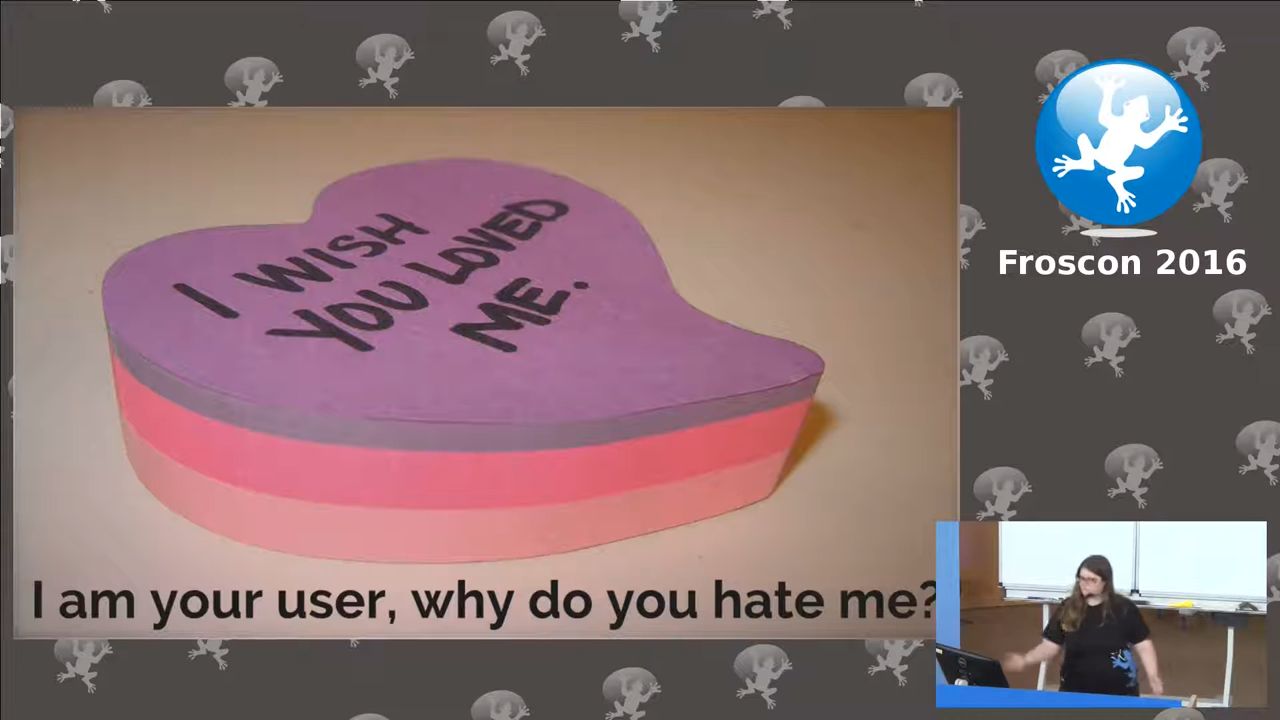 I WISH
YOU LOVED
ME.
I am your user, why do you hate me?
Froscon 2016